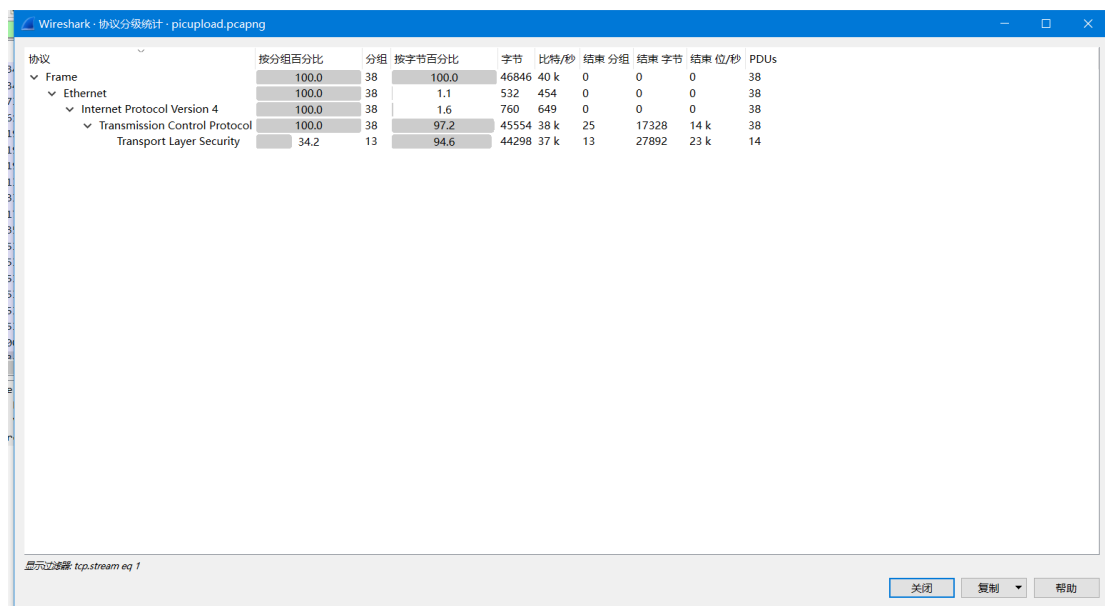 Wireshark · 协议分级统计 · picupload.pcapng
协议 按分组百分比 分组 按字节百分比 字节 比特/秒 结束 分组 结束 字节 结束 位/秒 PDUs
Frame 100.0 38 100.0 46846 40 k 0 0 0 38
Ethernet 100.0 38 1.1 532 454 0 0 0 38
Internet Protocol Version 4 100.0 38 1.6 760 649 0 0 0 38
Transmission Control Protocol 100.0 38 97.2 45554 38 k 25 17328 14 k 38
Transport Layer Security 34.2 13 94.6 44298 37 k 13 27892 23 k 14
显示过滤器: tcp.stream eq 1
关闭 复制 帮助